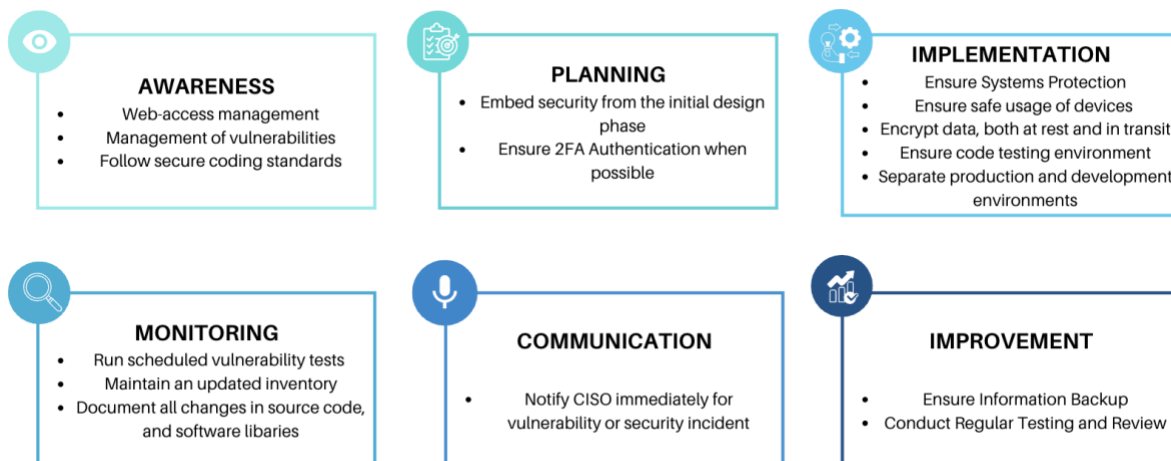 AWARENESS
• Web-access management
• Management of vulnerabilities
• Follow secure coding standards
PLANNING
• Embed security from the initial design
phase
• Ensure 2FA Authentication when
possible
IMPLEMENTATION
• Ensure Systems Protection
• Ensure safe usage of devices
• Encrypt data, both at rest and in transit
• Ensure code testing environment
• Separate production and development
environments
MONITORING
• Run scheduled vulnerability tests
• Maintain an updated inventory
• Document all changes in source code,
and software libaries
COMMUNICATION
• Notify CISO immediately for
vulnerability or security incident
IMPROVEMENT
• Ensure Information Backup
• Conduct Regular Testing and Review